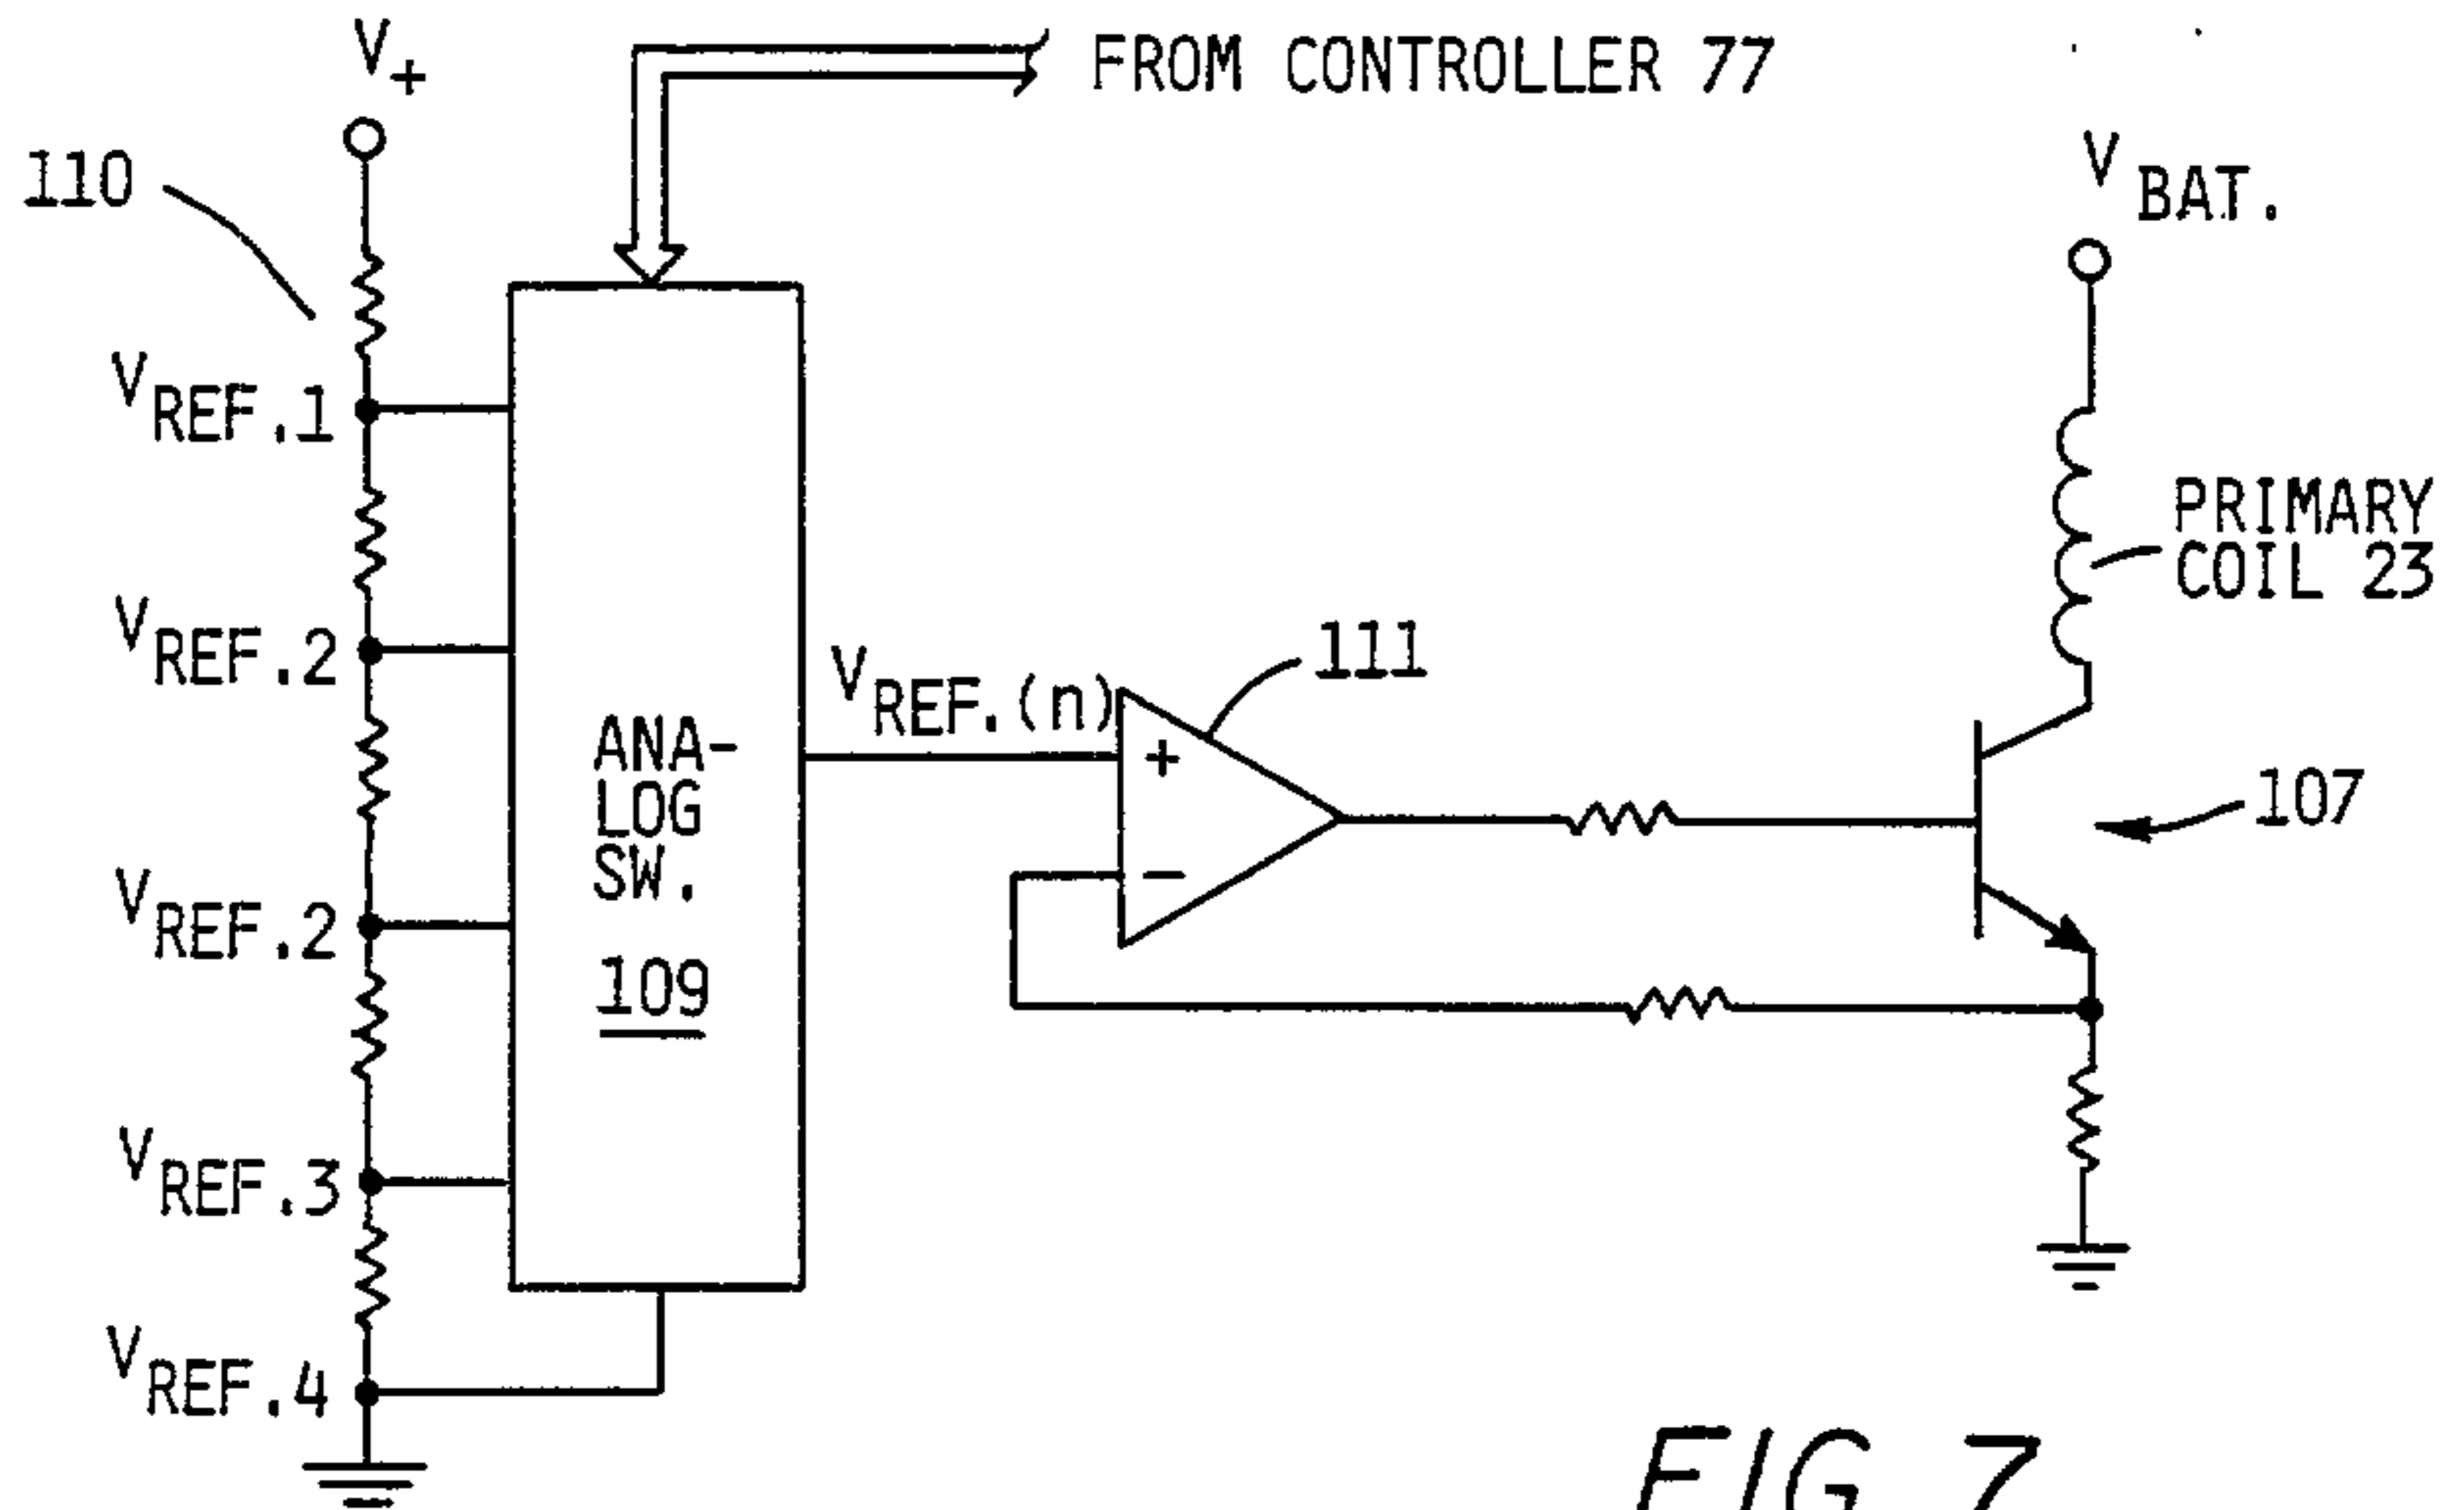 V+
FROM CONTROLLER 77
110
VBAT.
VREF.1
PRIMARY
COIL 23
VREF.2
111
VREF.(n)
+
ANA-
LOG
SW.
107
VREF.2
−
109
VREF.3
VREF.4
FIG 7